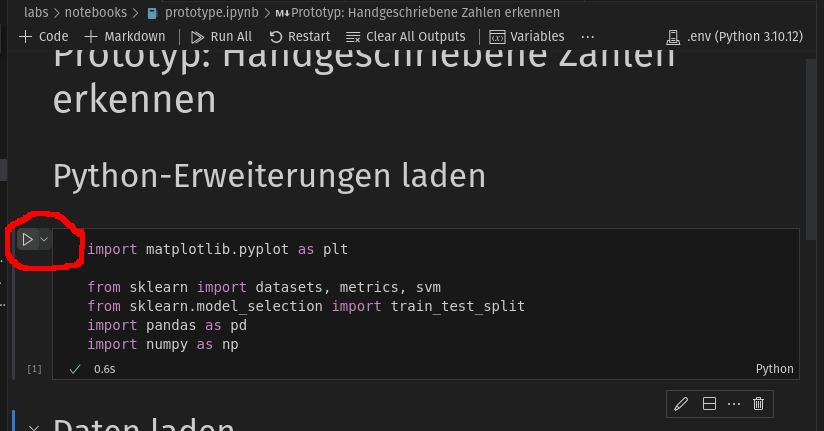 labs > notebooks > prototype.ipynb > M↓Prototyp: Handgeschriebene Zahlen erkennen
+ Code + Markdown Run All Restart Clear All Outputs Variables ... .env (Python 3.10.12)
Prototyp: Handgeschriebene Zahlen
erkennen
Python-Erweiterungen laden
import matplotlib.pyplot as plt
from sklearn import datasets, metrics, svm
from sklearn.model_selection import train_test_split
import pandas as pd
import numpy as np
[1] ✓ 0.6s Python
Daten laden